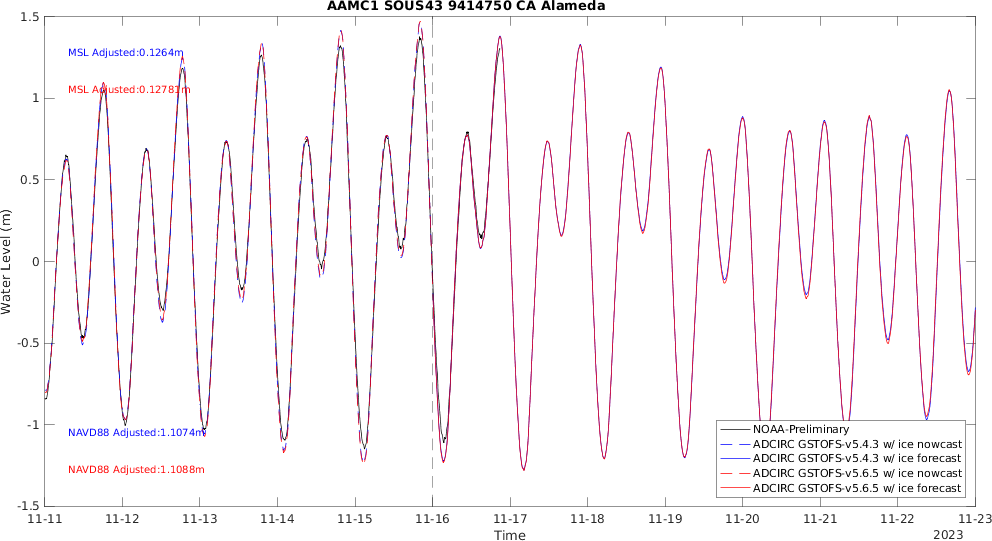 AAMC1 SOUS43 9414750 CA Alameda
MSL Adjusted:0.1264m
MSL Adjusted:0.12781m
NAVD88 Adjusted:1.1074m
NAVD88 Adjusted:1.1088m
Water Level (m)
1.5
1
0.5
0
-0.5
-1
-1.5
NOAA-Preliminary
ADCIRC GSTOFS-v5.4.3 w/ ice nowcast
ADCIRC GSTOFS-v5.4.3 w/ ice forecast
ADCIRC GSTOFS-v5.6.5 w/ ice nowcast
ADCIRC GSTOFS-v5.6.5 w/ ice forecast
11-11 11-12 11-13 11-14 11-15 11-16 11-17 11-18 11-19 11-20 11-21 11-22 11-23
Time
2023